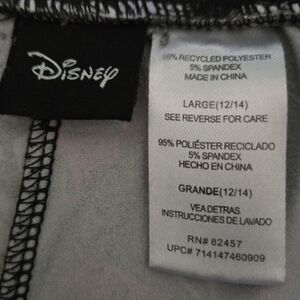 Disney
95% RECYCLED POLYESTER
5% SPANDEX
MADE IN CHINA
LARGE(12/14)
SEE REVERSE FOR CARE
95% POLIÉSTER RECICLADO
5% SPANDEX
HECHO EN CHINA
GRANDE(12/14)
VEA DETRAS
INSTRUCCIONES DE LAVADO
RN# 82457
UPC# 714147460909